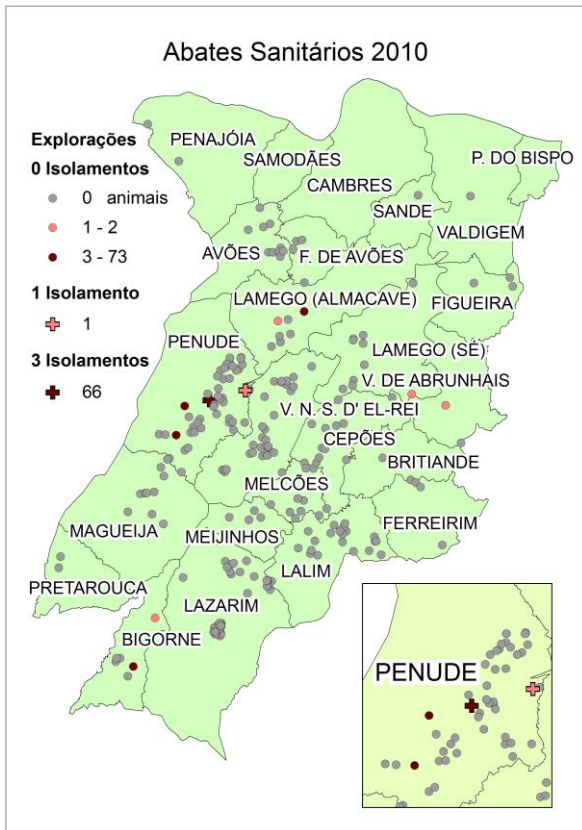 Abates Sanitários 2010
Explorações
0 Isolamentos
0 animais
1 - 2
3 - 73
1 Isolamento
1
3 Isolamentos
66
PENAJÓIA
SAMODÃES
CAMBRES
P. DO BISPO
SANDE
VALDIGEM
AVÕES
F. DE AVÕES
LAMEGO (ALMACAVE)
FIGUEIRA
PENUDE
LAMEGO (SÉ)
V. DE ABRUNHAIS
V. N. S. D' EL-REI
CEPÕES
BRITIANDE
MELCÕES
MAGUEIJA
MEIJINHOS
FERREIRIM
LALIM
PRETAROUCA
LAZARIM
BIGORNE
PENUDE